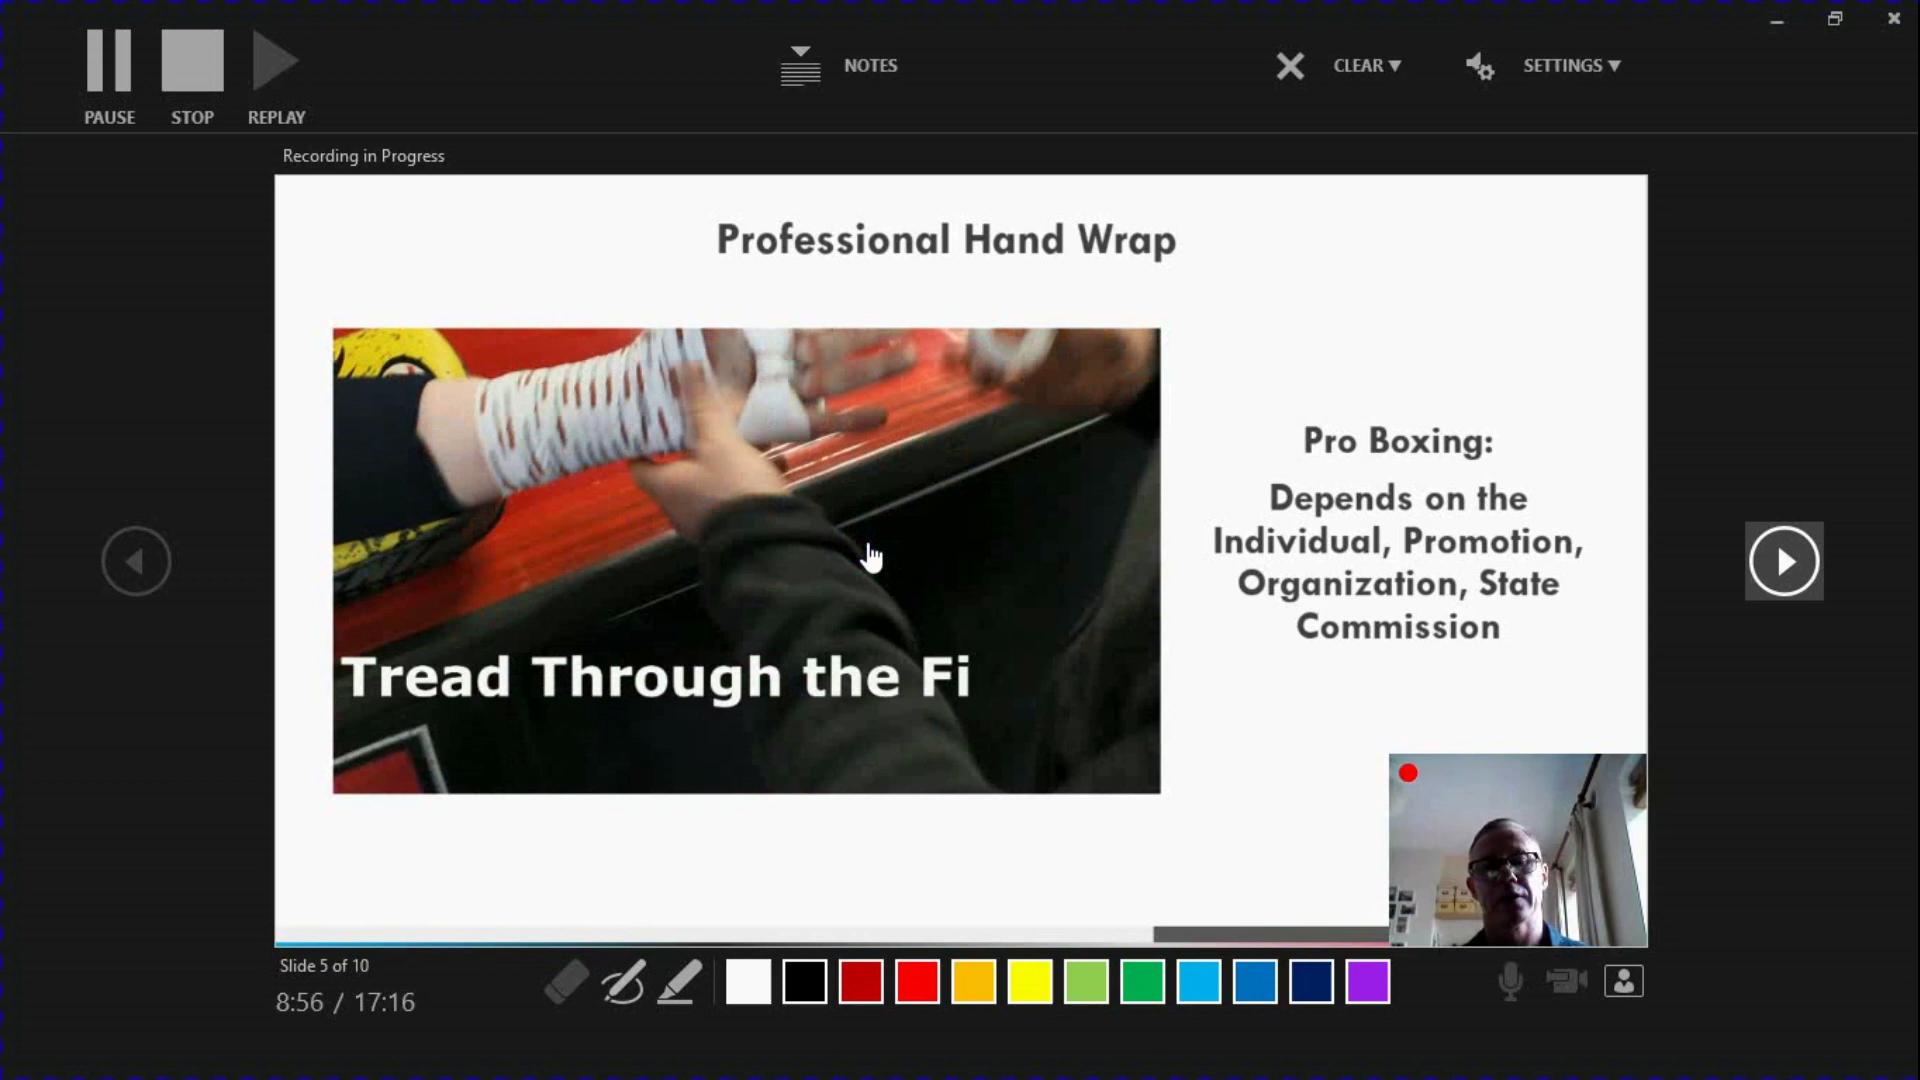 PAUSE STOP REPLAY
NOTES
CLEAR
SETTINGS
Recording in Progress
Professional Hand Wrap
Tread Through the Fi
Pro Boxing:
Depends on the
Individual, Promotion,
Organization, State
Commission
Slide 5 of 10
8:56 / 17:16